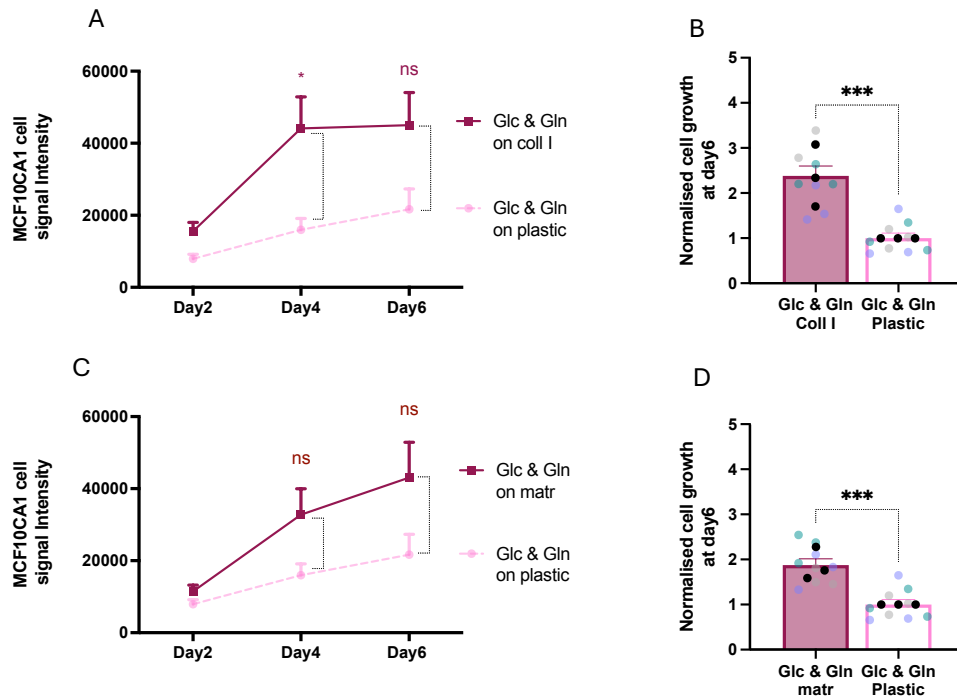 A
MCF10CA1 cell
signal Intensity
60000
40000
20000
0
Day2
Day4
Day6
*
ns
Glc & Gln
on coll I
Glc & Gln
on plastic
B
Normalised cell growth
at day6
5
4
3
2
1
0
***
Glc & Gln
Coll I
Glc & Gln
Plastic
C
MCF10CA1 cell
signal Intensity
60000
40000
20000
0
Day2
Day4
Day6
ns
ns
Glc & Gln
on matr
Glc & Gln
on plastic
D
Normalised cell growth
at day6
5
4
3
2
1
0
***
Glc & Gln
matr
Glc & Gln
Plastic